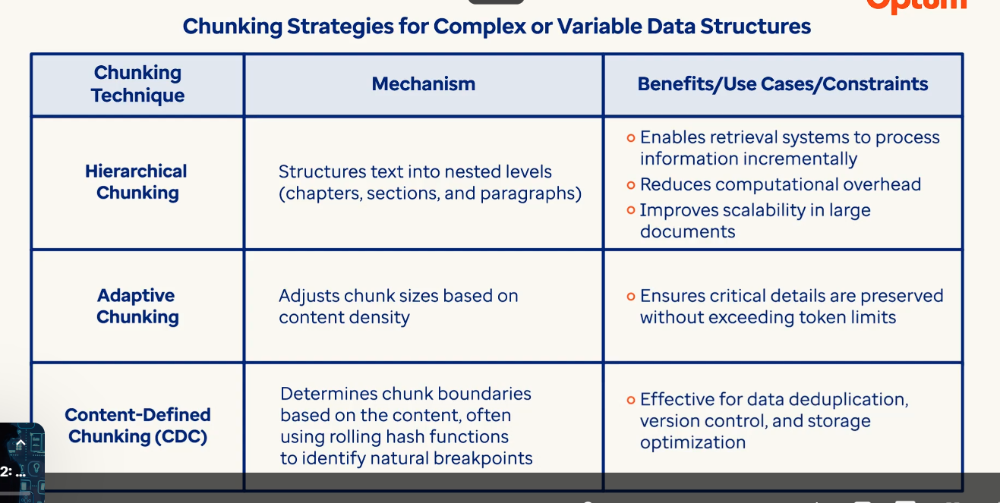 Optum
Chunking Strategies for Complex or Variable Data Structures
Chunking
Technique
Mechanism
Benefits/Use Cases/Constraints
Hierarchical
Chunking
Structures text into nested levels
(chapters, sections, and paragraphs)
Enables retrieval systems to process
information incrementally
Reduces computational overhead
Improves scalability in large
documents
Adaptive
Chunking
Adjusts chunk sizes based on
content density
Ensures critical details are preserved
without exceeding token limits
Content-Defined
Chunking (CDC)
Determines chunk boundaries
based on the content, often
using rolling hash functions
to identify natural breakpoints
Effective for data deduplication,
version control, and storage
optimization
2: ...